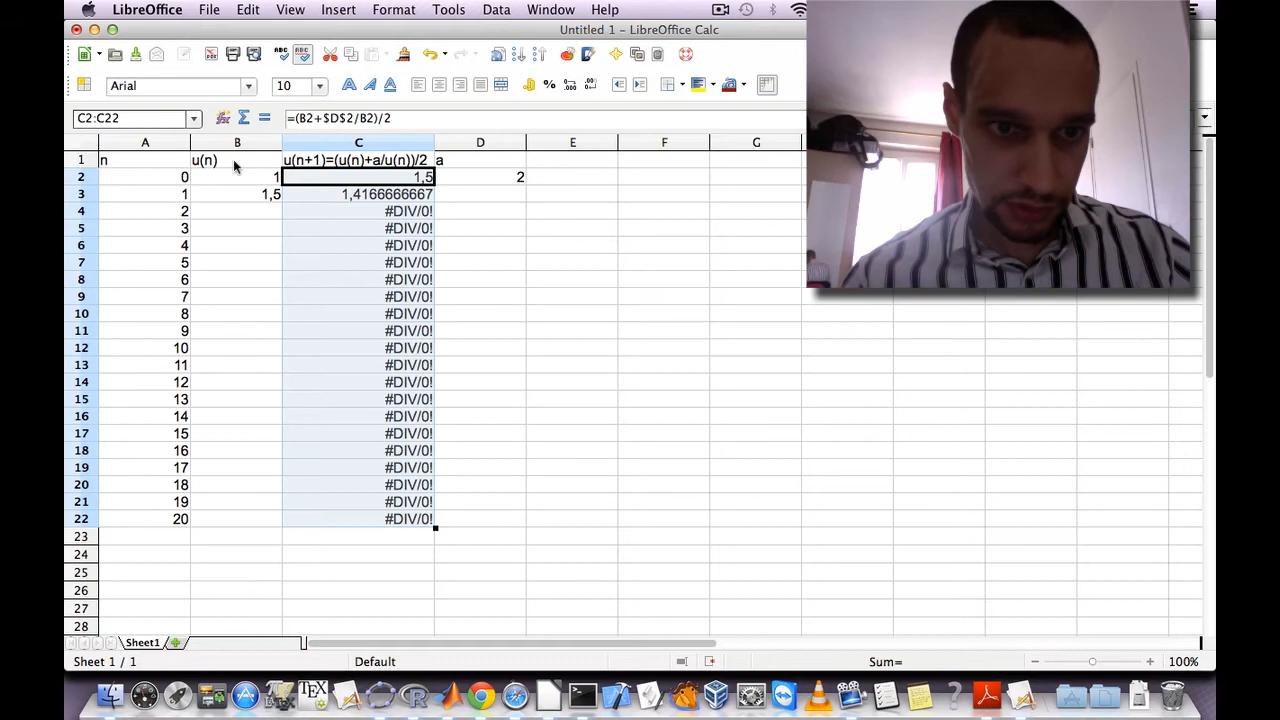 LibreOffice File Edit View Insert Format Tools Data Window Help
Untitled 1 – LibreOffice Calc
Arial 10
C2:C22 =(B2+$D$2/B2)/2
A B C D E F G
1 n u(n) u(n+1)=(u(n)+a/u(n))/2 a
2 0 1 1,5 2
3 1 1,5 1,4166666667
4 2 #DIV/0!
5 3 #DIV/0!
6 4 #DIV/0!
7 5 #DIV/0!
8 6 #DIV/0!
9 7 #DIV/0!
10 8 #DIV/0!
11 9 #DIV/0!
12 10 #DIV/0!
13 11 #DIV/0!
14 12 #DIV/0!
15 13 #DIV/0!
16 14 #DIV/0!
17 15 #DIV/0!
18 16 #DIV/0!
19 17 #DIV/0!
20 18 #DIV/0!
21 19 #DIV/0!
22 20 #DIV/0!
23
24
25
26
27
28
Sheet1
Sheet 1 / 1 Default Sum= 100%